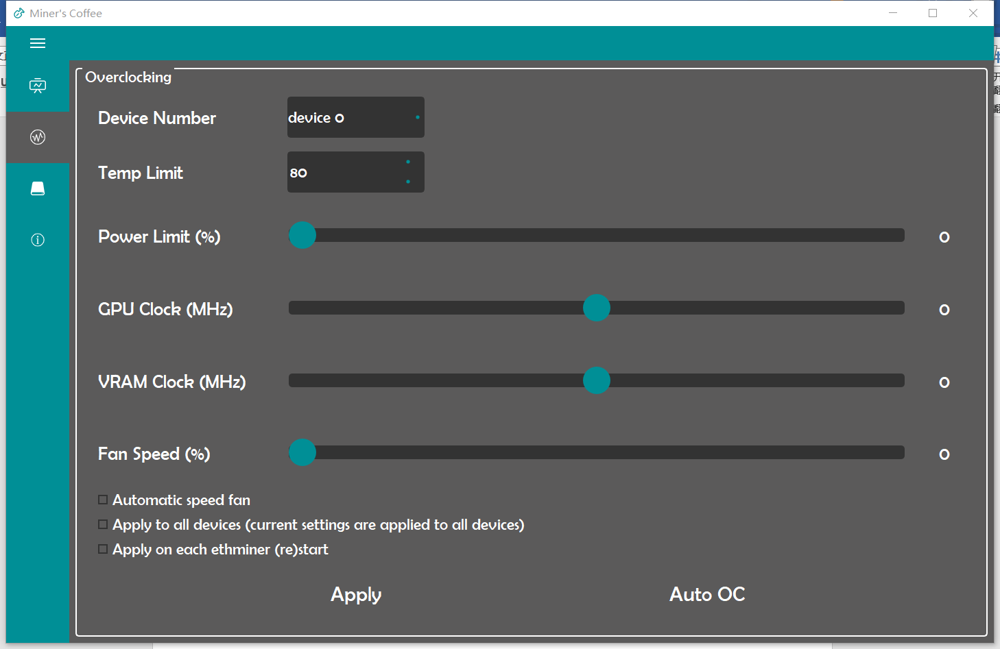 Miner's Coffee
Overclocking
Device Number device 0
Temp Limit 80
Power Limit (%) 0
GPU Clock (MHz) 0
VRAM Clock (MHz) 0
Fan Speed (%) 0
Automatic speed fan
Apply to all devices (current settings are applied to all devices)
Apply on each ethminer (re)start
Apply Auto OC